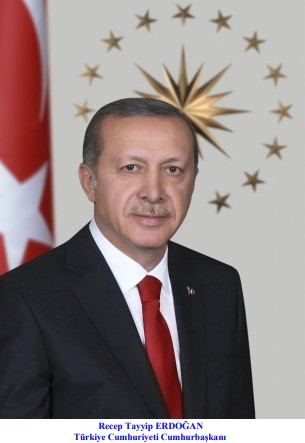 Recep Tayyip ERDOĞAN
Türkiye Cumhuriyeti Cumhurbaşkanı